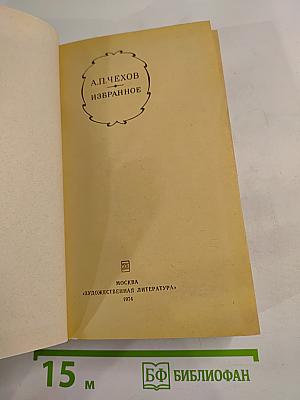 А.П.ЧЕХОВ
ИЗБРАННОЕ
МОСКВА
«ХУДОЖЕСТВЕННАЯ ЛИТЕРАТУРА»
1974
15 м
БФ БИБЛИОФАН